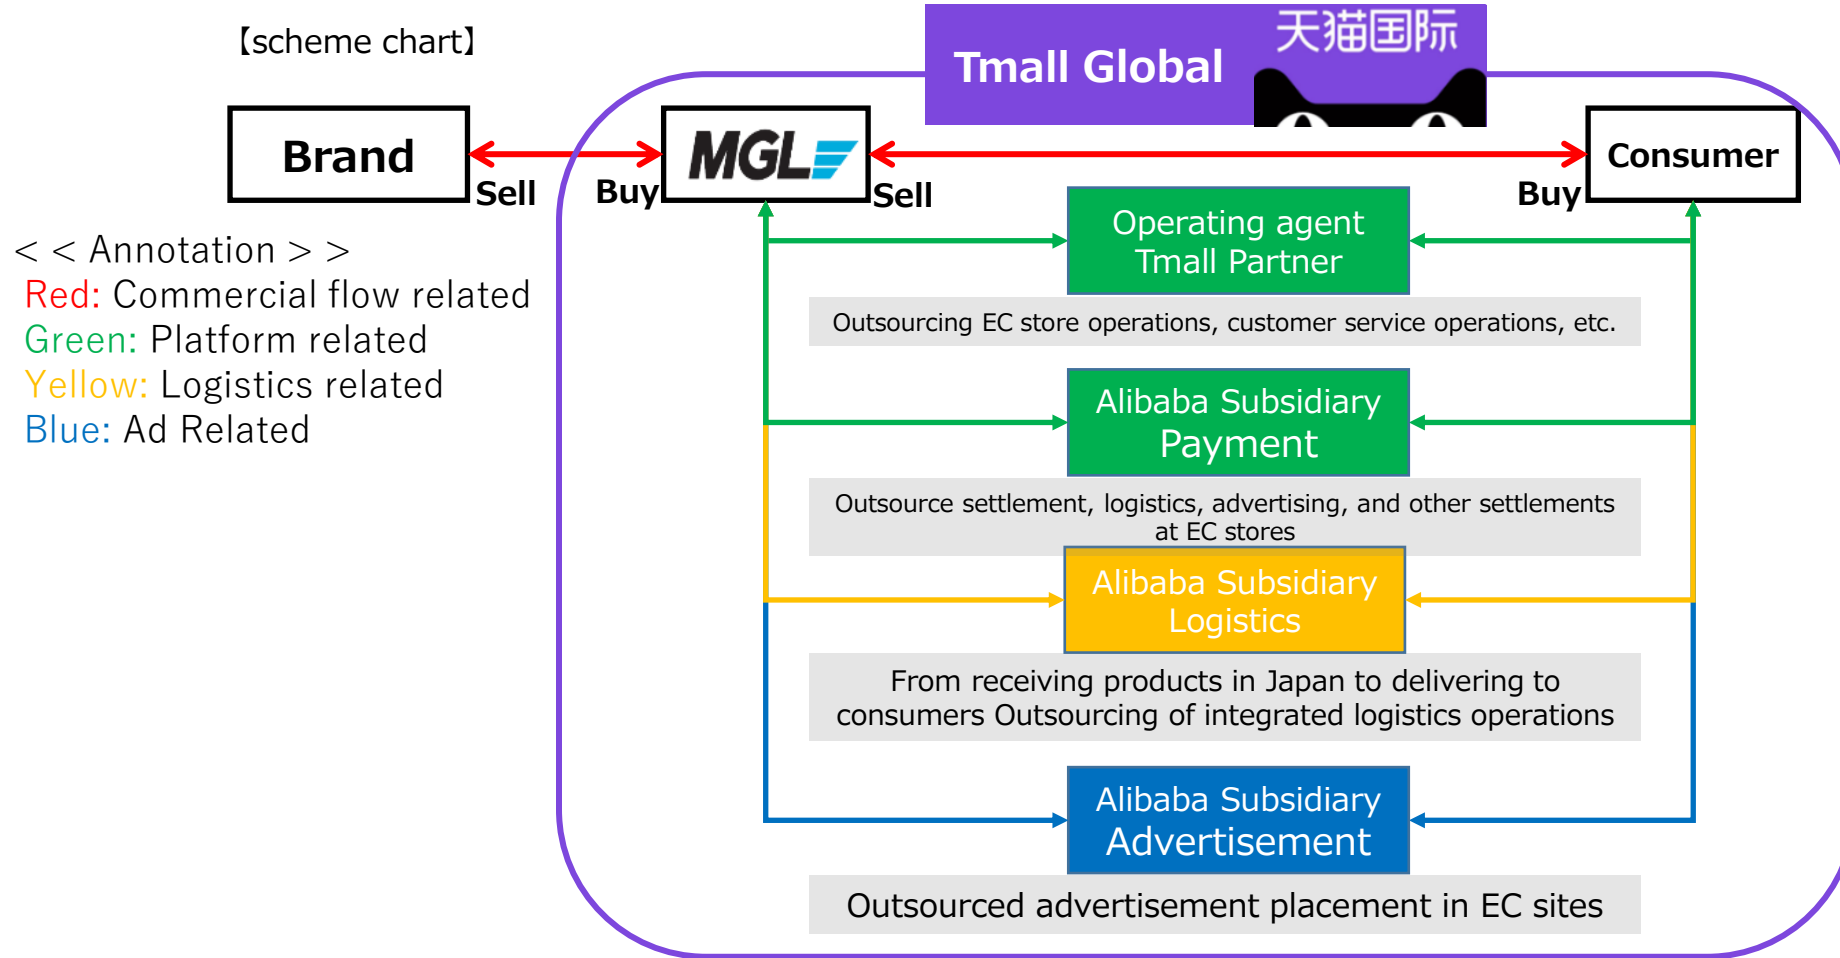 【scheme chart】
Tmall Global
天猫国际
Brand
MGL
Consumer
Sell
Buy
Sell
Buy
< < Annotation > >
Red: Commercial flow related
Green: Platform related
Yellow: Logistics related
Blue: Ad Related
Operating agent
Tmall Partner
Outsourcing EC store operations, customer service operations, etc.
Alibaba Subsidiary
Payment
Outsource settlement, logistics, advertising, and other settlements
at EC stores
Alibaba Subsidiary
Logistics
From receiving products in Japan to delivering to
consumers Outsourcing of integrated logistics operations
Alibaba Subsidiary
Advertisement
Outsourced advertisement placement in EC sites